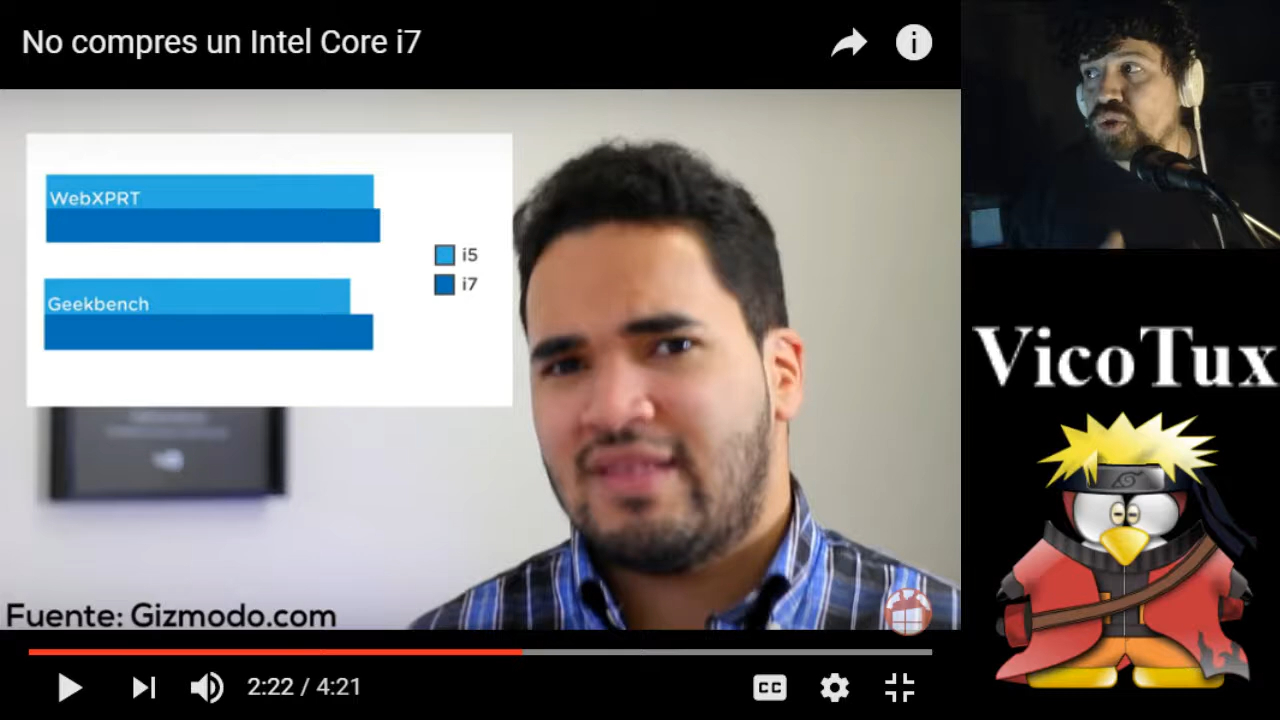 No compres un Intel Core i7
WebXPRT
i5
i7
Geekbench
Fuente: Gizmodo.com
2:22 / 4:21
CC
VicoTux